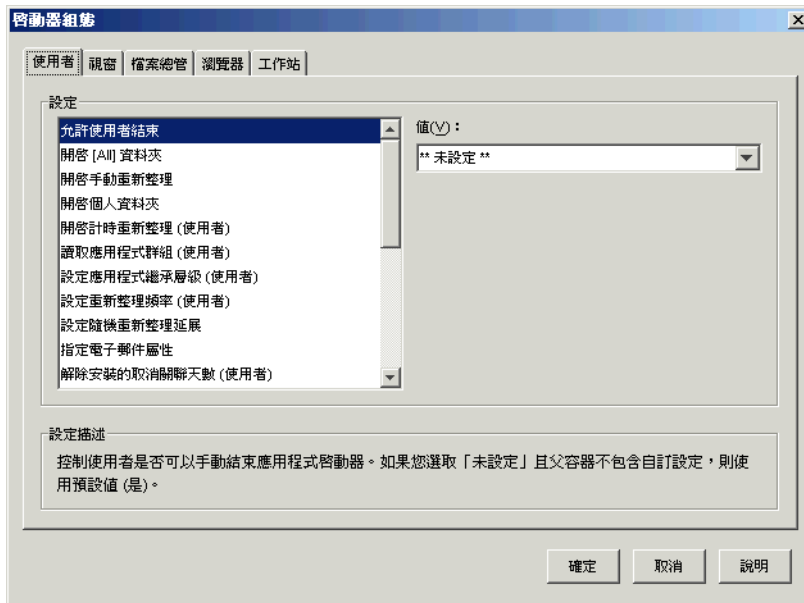 啓動器組態
使用者 視窗 檔案總管 瀏覽器 工作站
設定
允許使用者結束
開啓 [All] 資料夾
開啓手動重新整理
開啓個人資料夾
開啓計時重新整理 (使用者)
讀取應用程式群組 (使用者)
設定應用程式繼承層級 (使用者)
設定重新整理頻率 (使用者)
設定隨機重新整理延展
指定電子郵件屬性
解除安裝的取消關聯天數 (使用者)
值(V)：
** 未設定 **
設定描述
控制使用者是否可以手動結束應用程式啓動器。如果您選取「未設定」且父容器不包含自訂設定，則使
用預設值 (是)。
確定 取消 說明